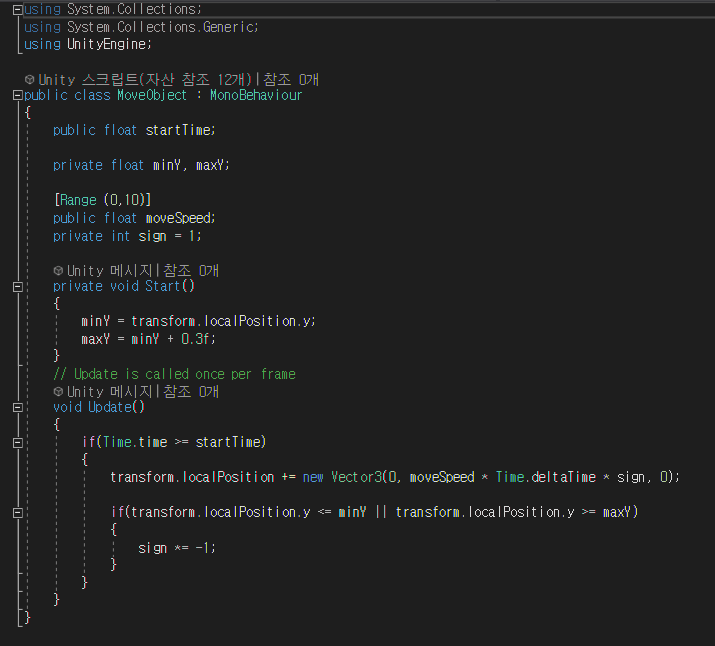 using System.Collections;
using System.Collections.Generic;
using UnityEngine;
Unity 스크립트(자산 참조 12개)|참조 0개
public class MoveObject : MonoBehaviour
{
public float startTime;
private float minY, maxY;
[Range (0,10)]
public float moveSpeed;
private int sign = 1;
Unity 메시지|참조 0개
private void Start()
{
minY = transform.localPosition.y;
maxY = minY + 0.3f;
}
// Update is called once per frame
Unity 메시지|참조 0개
void Update()
{
if(Time.time >= startTime)
{
transform.localPosition += new Vector3(0, moveSpeed * Time.deltaTime * sign, 0);
if(transform.localPosition.y <= minY || transform.localPosition.y >= maxY)
{
sign *= -1;
}
}
}
}